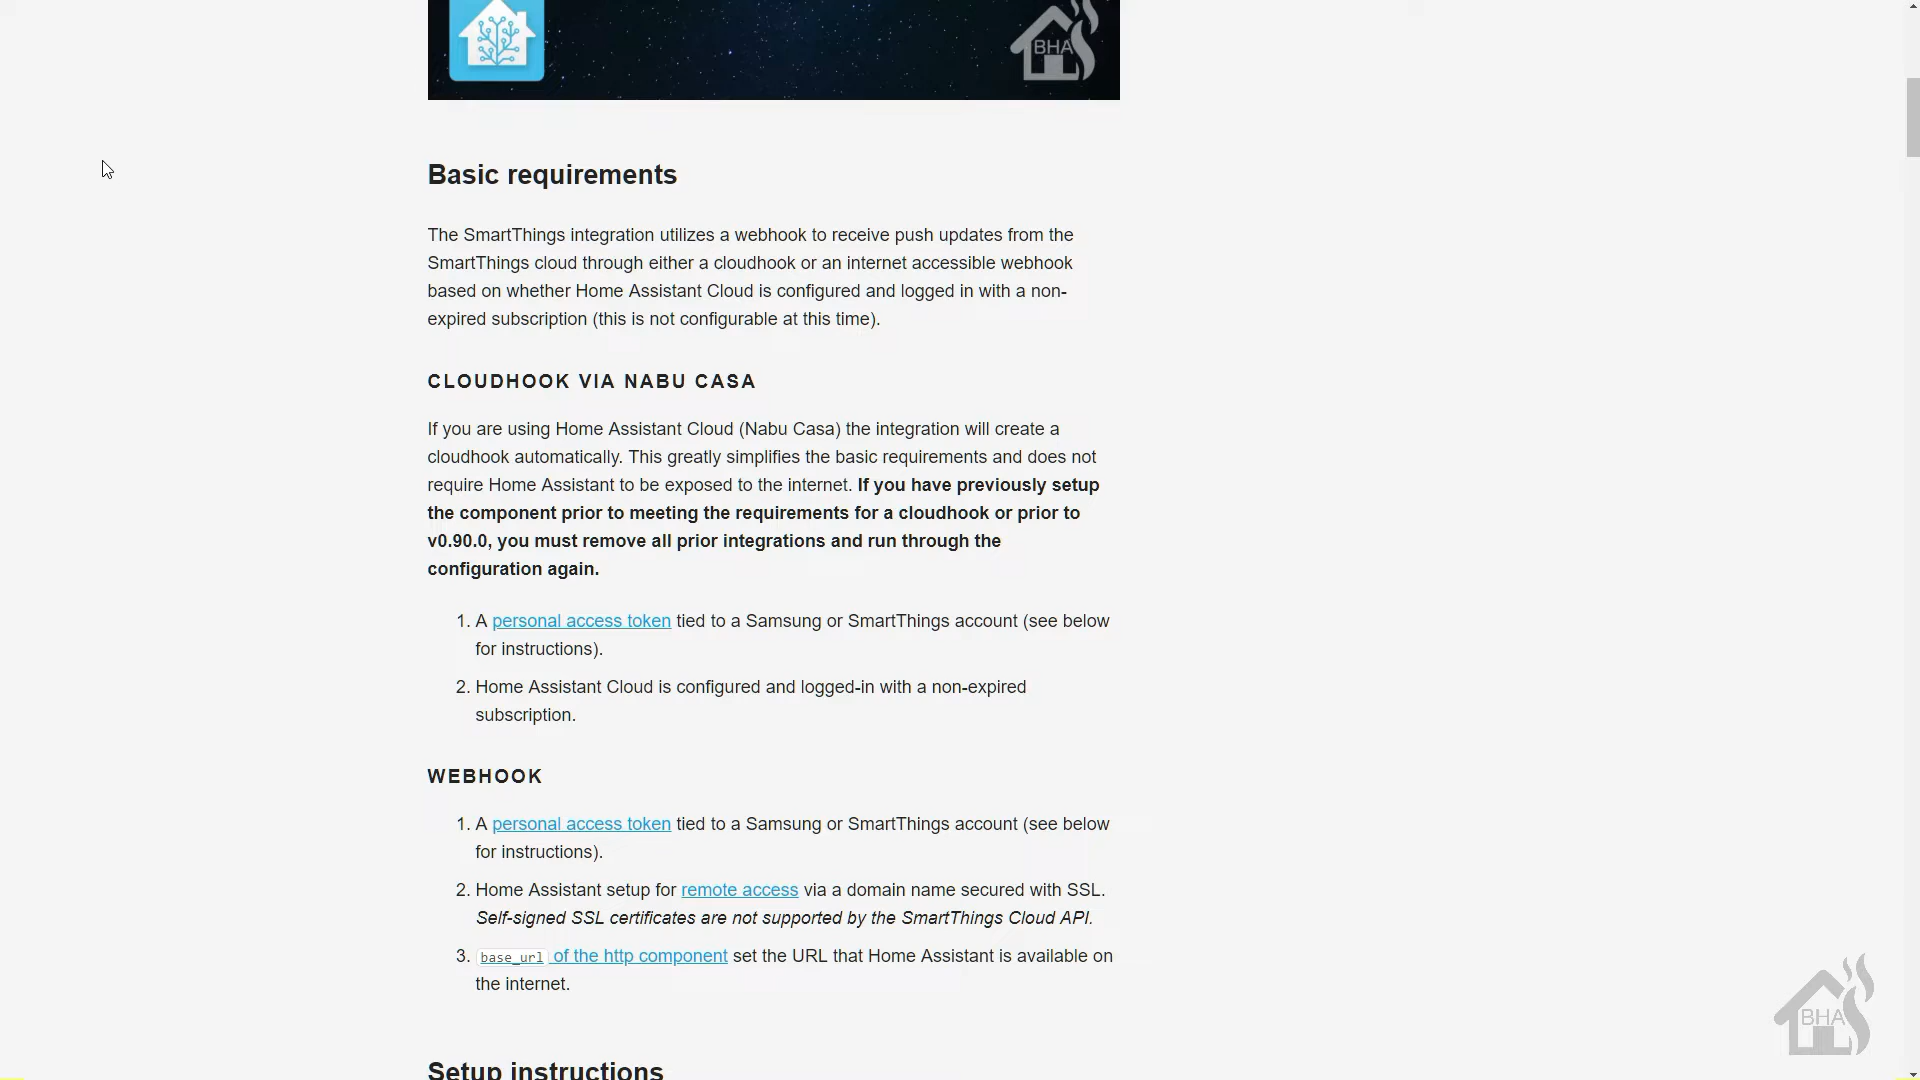 BHA
Basic requirements
The SmartThings integration utilizes a webhook to receive push updates from the
SmartThings cloud through either a cloudhook or an internet accessible webhook
based on whether Home Assistant Cloud is configured and logged in with a non-
expired subscription (this is not configurable at this time).
CLOUDHOOK VIA NABU CASA
If you are using Home Assistant Cloud (Nabu Casa) the integration will create a
cloudhook automatically. This greatly simplifies the basic requirements and does not
require Home Assistant to be exposed to the internet. If you have previously setup
the component prior to meeting the requirements for a cloudhook or prior to
v0.90.0, you must remove all prior integrations and run through the
configuration again.
1. A personal access token tied to a Samsung or SmartThings account (see below
for instructions).
2. Home Assistant Cloud is configured and logged-in with a non-expired
subscription.
WEBHOOK
1. A personal access token tied to a Samsung or SmartThings account (see below
for instructions).
2. Home Assistant setup for remote access via a domain name secured with SSL.
Self-signed SSL certificates are not supported by the SmartThings Cloud API.
3. base_url of the http component set the URL that Home Assistant is available on
the internet.
BHA
Setup instructions